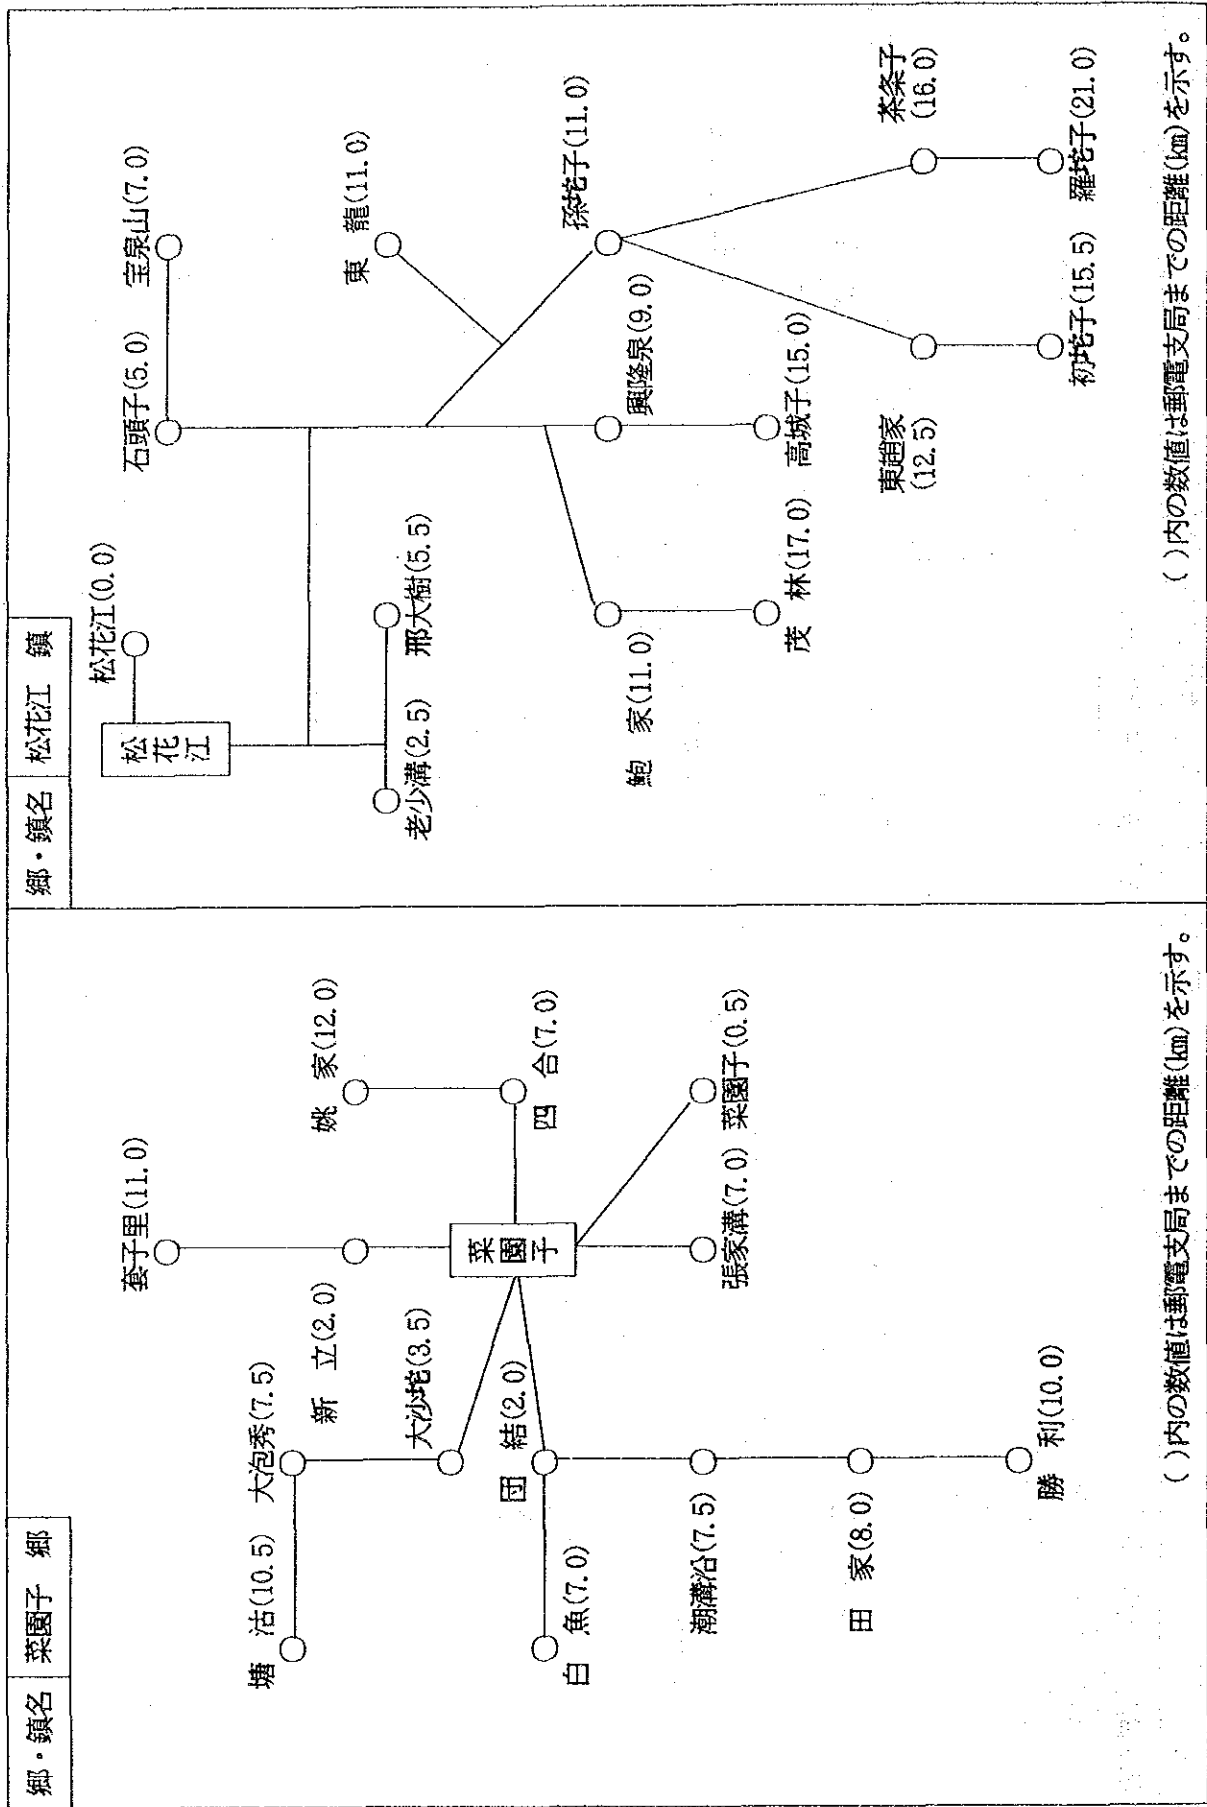 郷・鎮名 菜園子 郷
套子里(11.0)
姚 家(12.0)
塘 沽(10.5)
大泡秀(7.5)
新 立(2.0)
大沙坨(3.5)
菜園子
四 合(7.0)
団 結(2.0)
白 魚(7.0)
張家溝(7.0)
菜園子(0.5)
潮溝沿(7.5)
田 家(8.0)
勝 利(10.0)
( )内の数値は郵電支局までの距離(㎞)を示す。
郷・鎮名 松花江 鎮
松花江(0.0)
松花江
石頭子(5.0)
宝泉山(7.0)
老少溝(2.5)
邢大樹(5.5)
東 龍(11.0)
孫坨子(11.0)
鮑 家(11.0)
興隆泉(9.0)
茂 林(17.0)
高城子(15.0)
東趙家
(12.5)
茶条子
(16.0)
初坨子(15.5)
羅坨子(21.0)
( )内の数値は郵電支局までの距離(㎞)を示す。